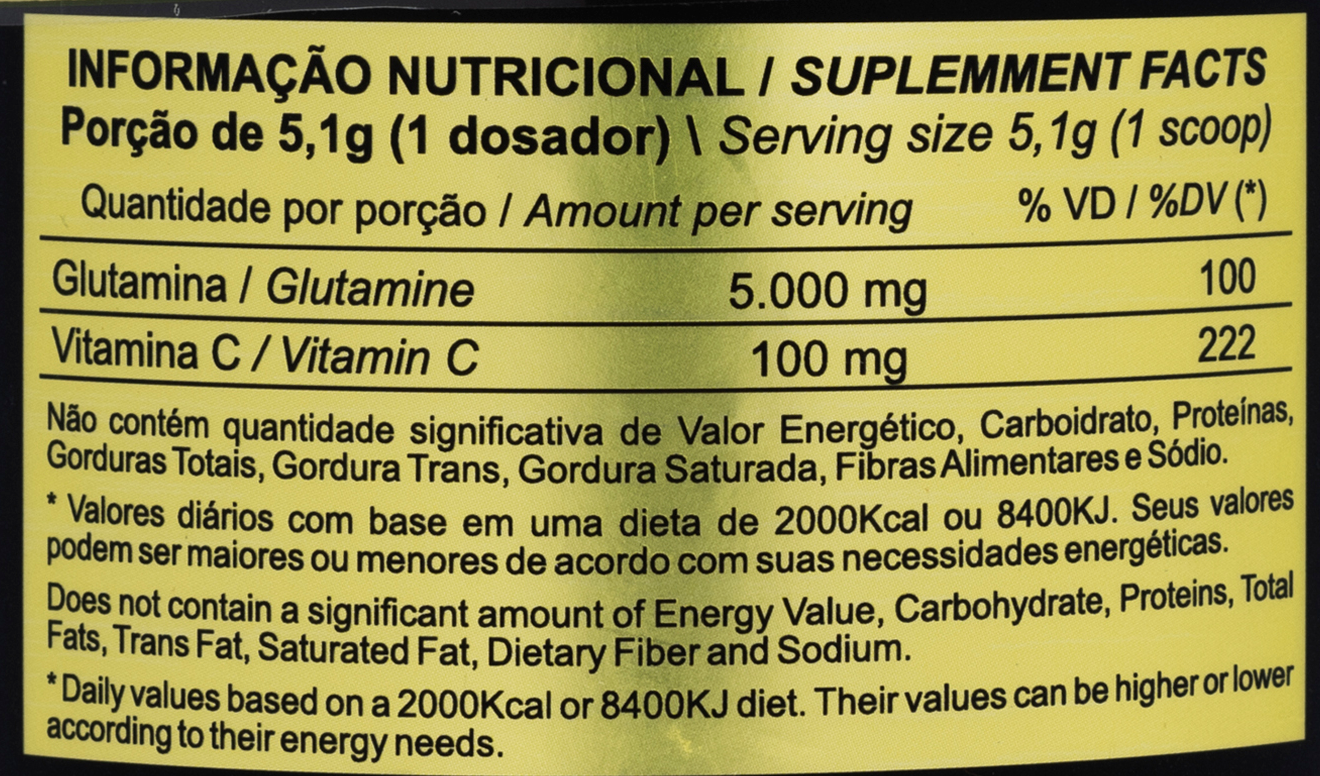 INFORMAÇÃO NUTRICIONAL / SUPLEMMENT FACTS
Porção de 5,1g (1 dosador) \ Serving size 5,1g (1 scoop)
Quantidade por porção / Amount per serving % VD / %DV (*)
Glutamina / Glutamine 5.000 mg 100
Vitamina C / Vitamin C 100 mg 222
Não contém quantidade significativa de Valor Energético, Carboidrato, Proteínas,
Gorduras Totais, Gordura Trans, Gordura Saturada, Fibras Alimentares e Sódio.
* Valores diários com base em uma dieta de 2000Kcal ou 8400KJ. Seus valores
podem ser maiores ou menores de acordo com suas necessidades energéticas.
Does not contain a significant amount of Energy Value, Carbohydrate, Proteins, Total
Fats, Trans Fat, Saturated Fat, Dietary Fiber and Sodium.
* Daily values based on a 2000Kcal or 8400KJ diet. Their values can be higher or lower
according to their energy needs.